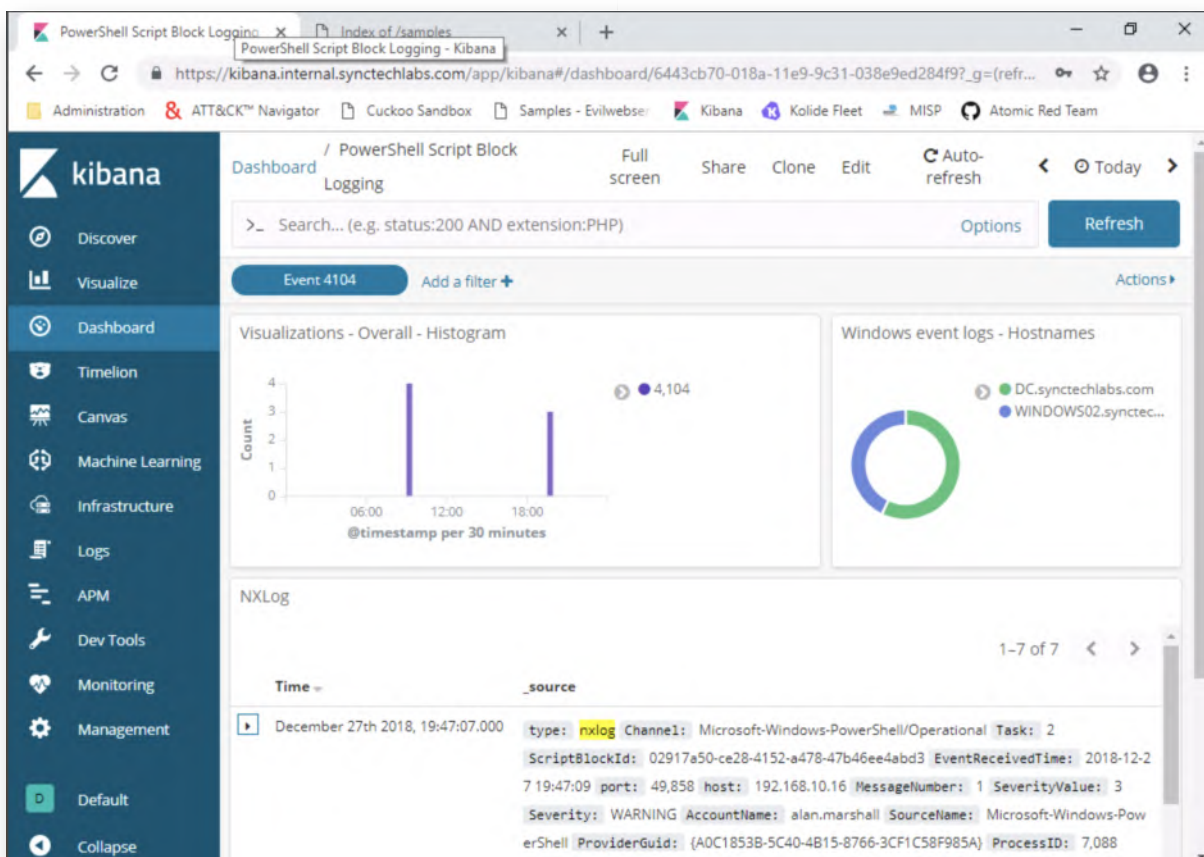 PowerShell Script Block Logging
Index of /samples
PowerShell Script Block Logging - Kibana
https://kibana.internal.synctechlabs.com/app/kibana#/dashboard/6443cb70-018a-11e9-9c31-038e9ed284f9?_g=(refr...
Administration ATT&CK™ Navigator Cuckoo Sandbox Samples - Evilwebser Kibana Kolide Fleet MISP Atomic Red Team
kibana
Discover
Visualize
Dashboard
Timelion
Canvas
Machine Learning
Infrastructure
Logs
APM
Dev Tools
Monitoring
Management
D Default
Collapse
Dashboard / PowerShell Script Block
Logging
Full
screen
Share Clone Edit
Auto-
refresh
Today
>_ Search... (e.g. status:200 AND extension:PHP) Options Refresh
Event 4104 Add a filter + Actions
Visualizations - Overall - Histogram
4
3
2
1
0
Count
06:00 12:00 18:00
@timestamp per 30 minutes
4,104
Windows event logs - Hostnames
DC.synctechlabs.com
WINDOWS02.synctec...
NXLog
1–7 of 7
Time _source
December 27th 2018, 19:47:07.000
type: nxlog Channel: Microsoft-Windows-PowerShell/Operational Task: 2
ScriptBlockId: 02917a50-ce28-4152-a478-47b46ee4abd3 EventReceivedTime: 2018-12-2
7 19:47:09 port: 49,858 host: 192.168.10.16 MessageNumber: 1 SeverityValue: 3
Severity: WARNING AccountName: alan.marshall SourceName: Microsoft-Windows-Pow
erShell ProviderGuid: {A0C1853B-5C40-4B15-8766-3CF1C58F985A} ProcessID: 7,088